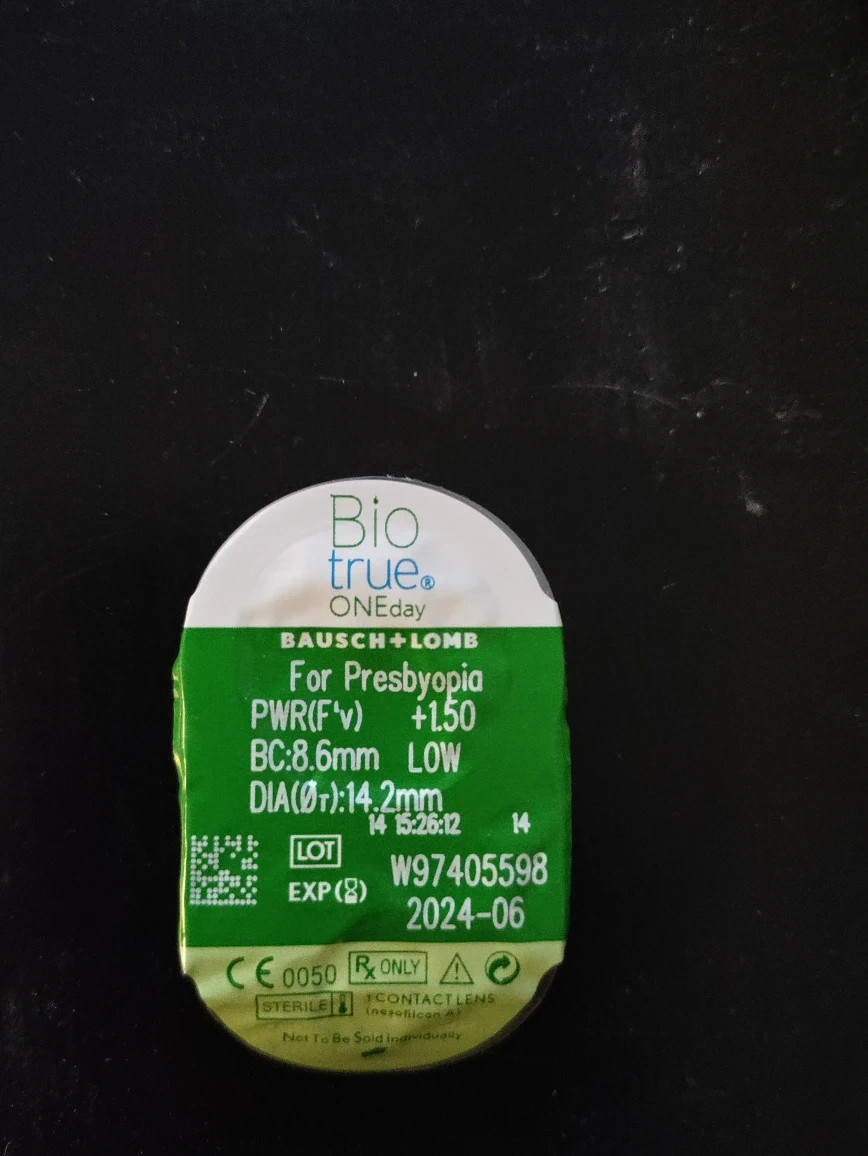 Bio
true®
ONEday
BAUSCH+LOMB
For Presbyopia
PWR(F'v) +1.50
BC:8.6mm LOW
DIA(Øт):14.2mm
14 15:26:12 14
LOT W97405598
EXP 2024-06
CE 0050 Rx ONLY
STERILE 1 CONTACT LENS
(nesofilcon A)
Not To Be Sold Individually